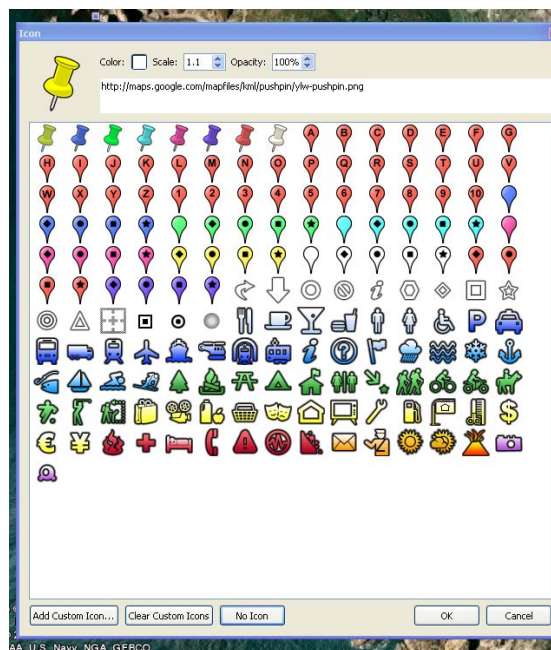 Icon
Color: Scale: 1.1 Opacity: 100%
http://maps.google.com/mapfiles/kml/pushpin/ylw-pushpin.png
A B C D E F G
H I J K L M N O P Q R S T U V
W X Y Z 1 2 3 4 5 6 7 8 9 10
i
P
i ?
$
€ ¥
Add Custom Icon... Clear Custom Icons No Icon OK Cancel
AA, U.S. Navy, NGA, GEBCO